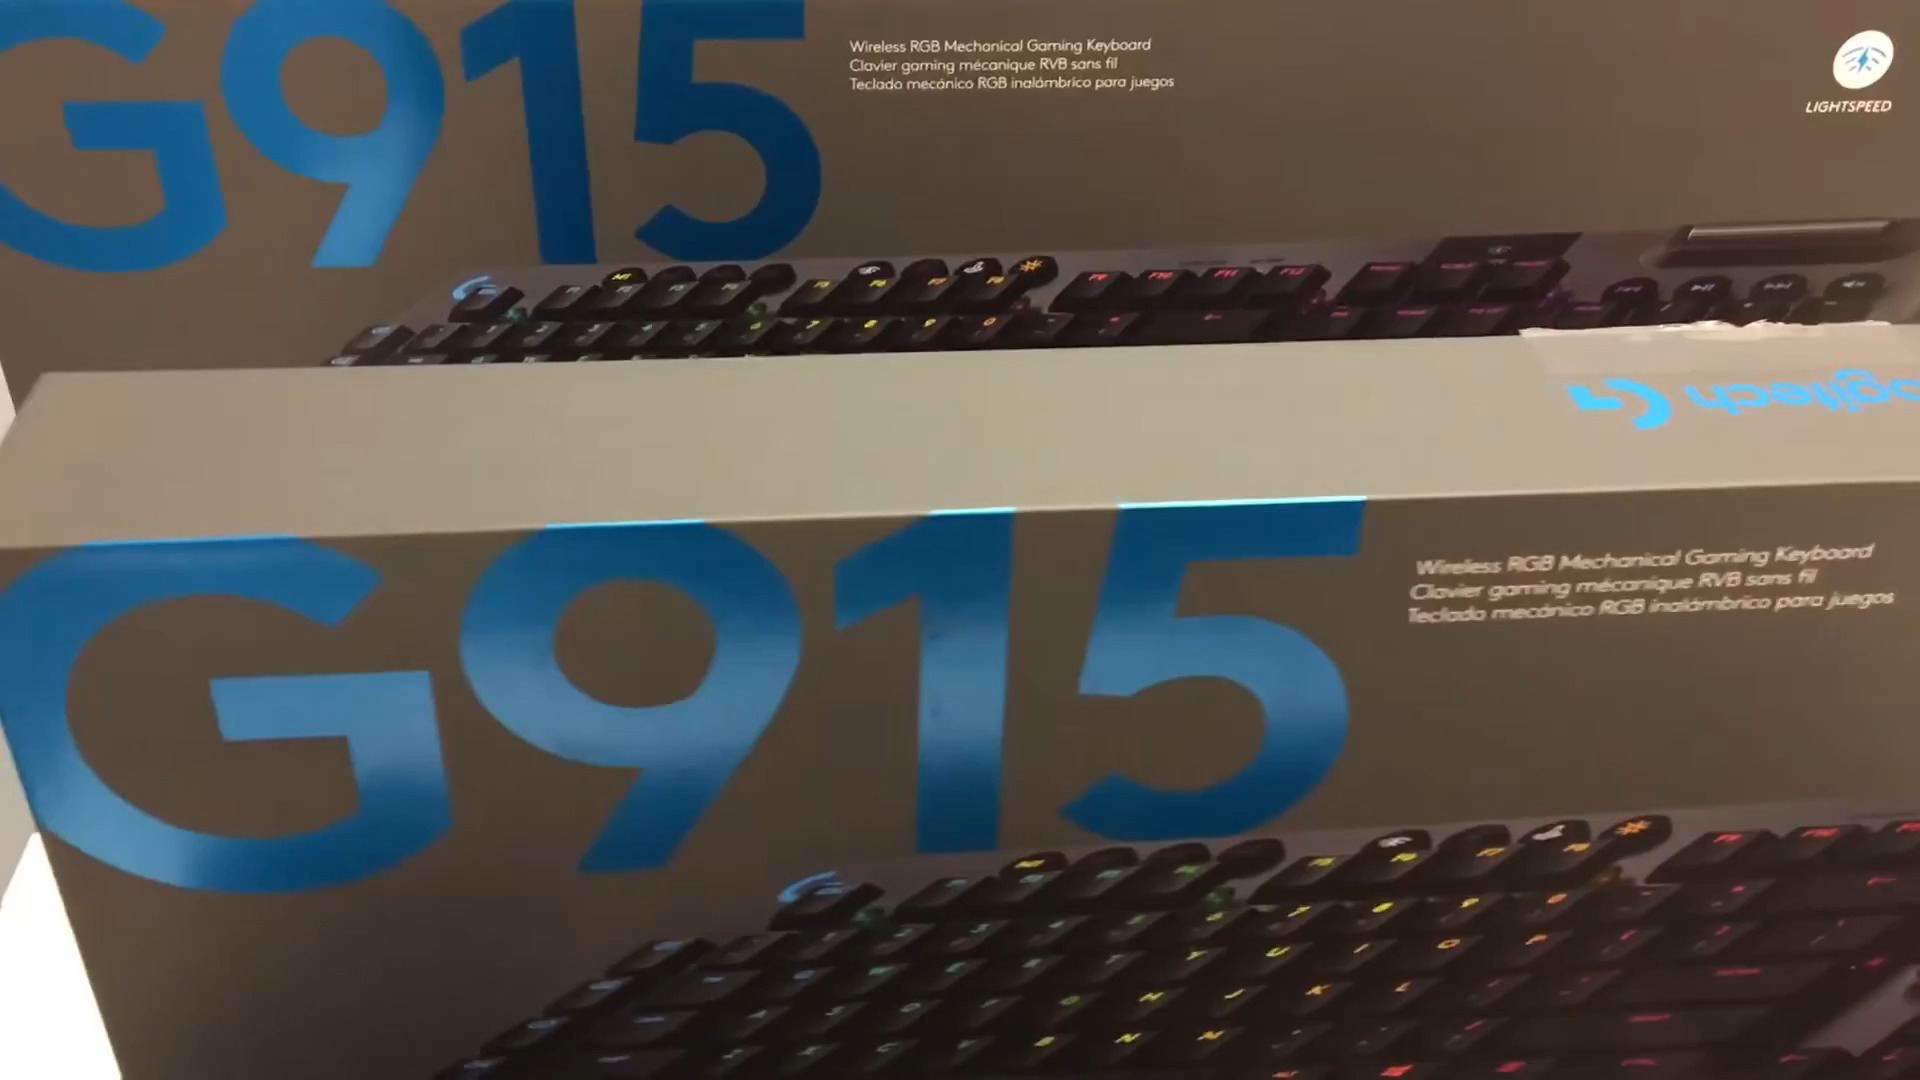 G915
Wireless RGB Mechanical Gaming Keyboard
Clavier gaming mécanique RVB sans fil
Teclado mecánico RGB inalámbrico para juegos
LIGHTSPEED
logitech G
G915
Wireless RGB Mechanical Gaming Keyboard
Clavier gaming mécanique RVB sans fil
Teclado mecánico RGB inalámbrico para juegos